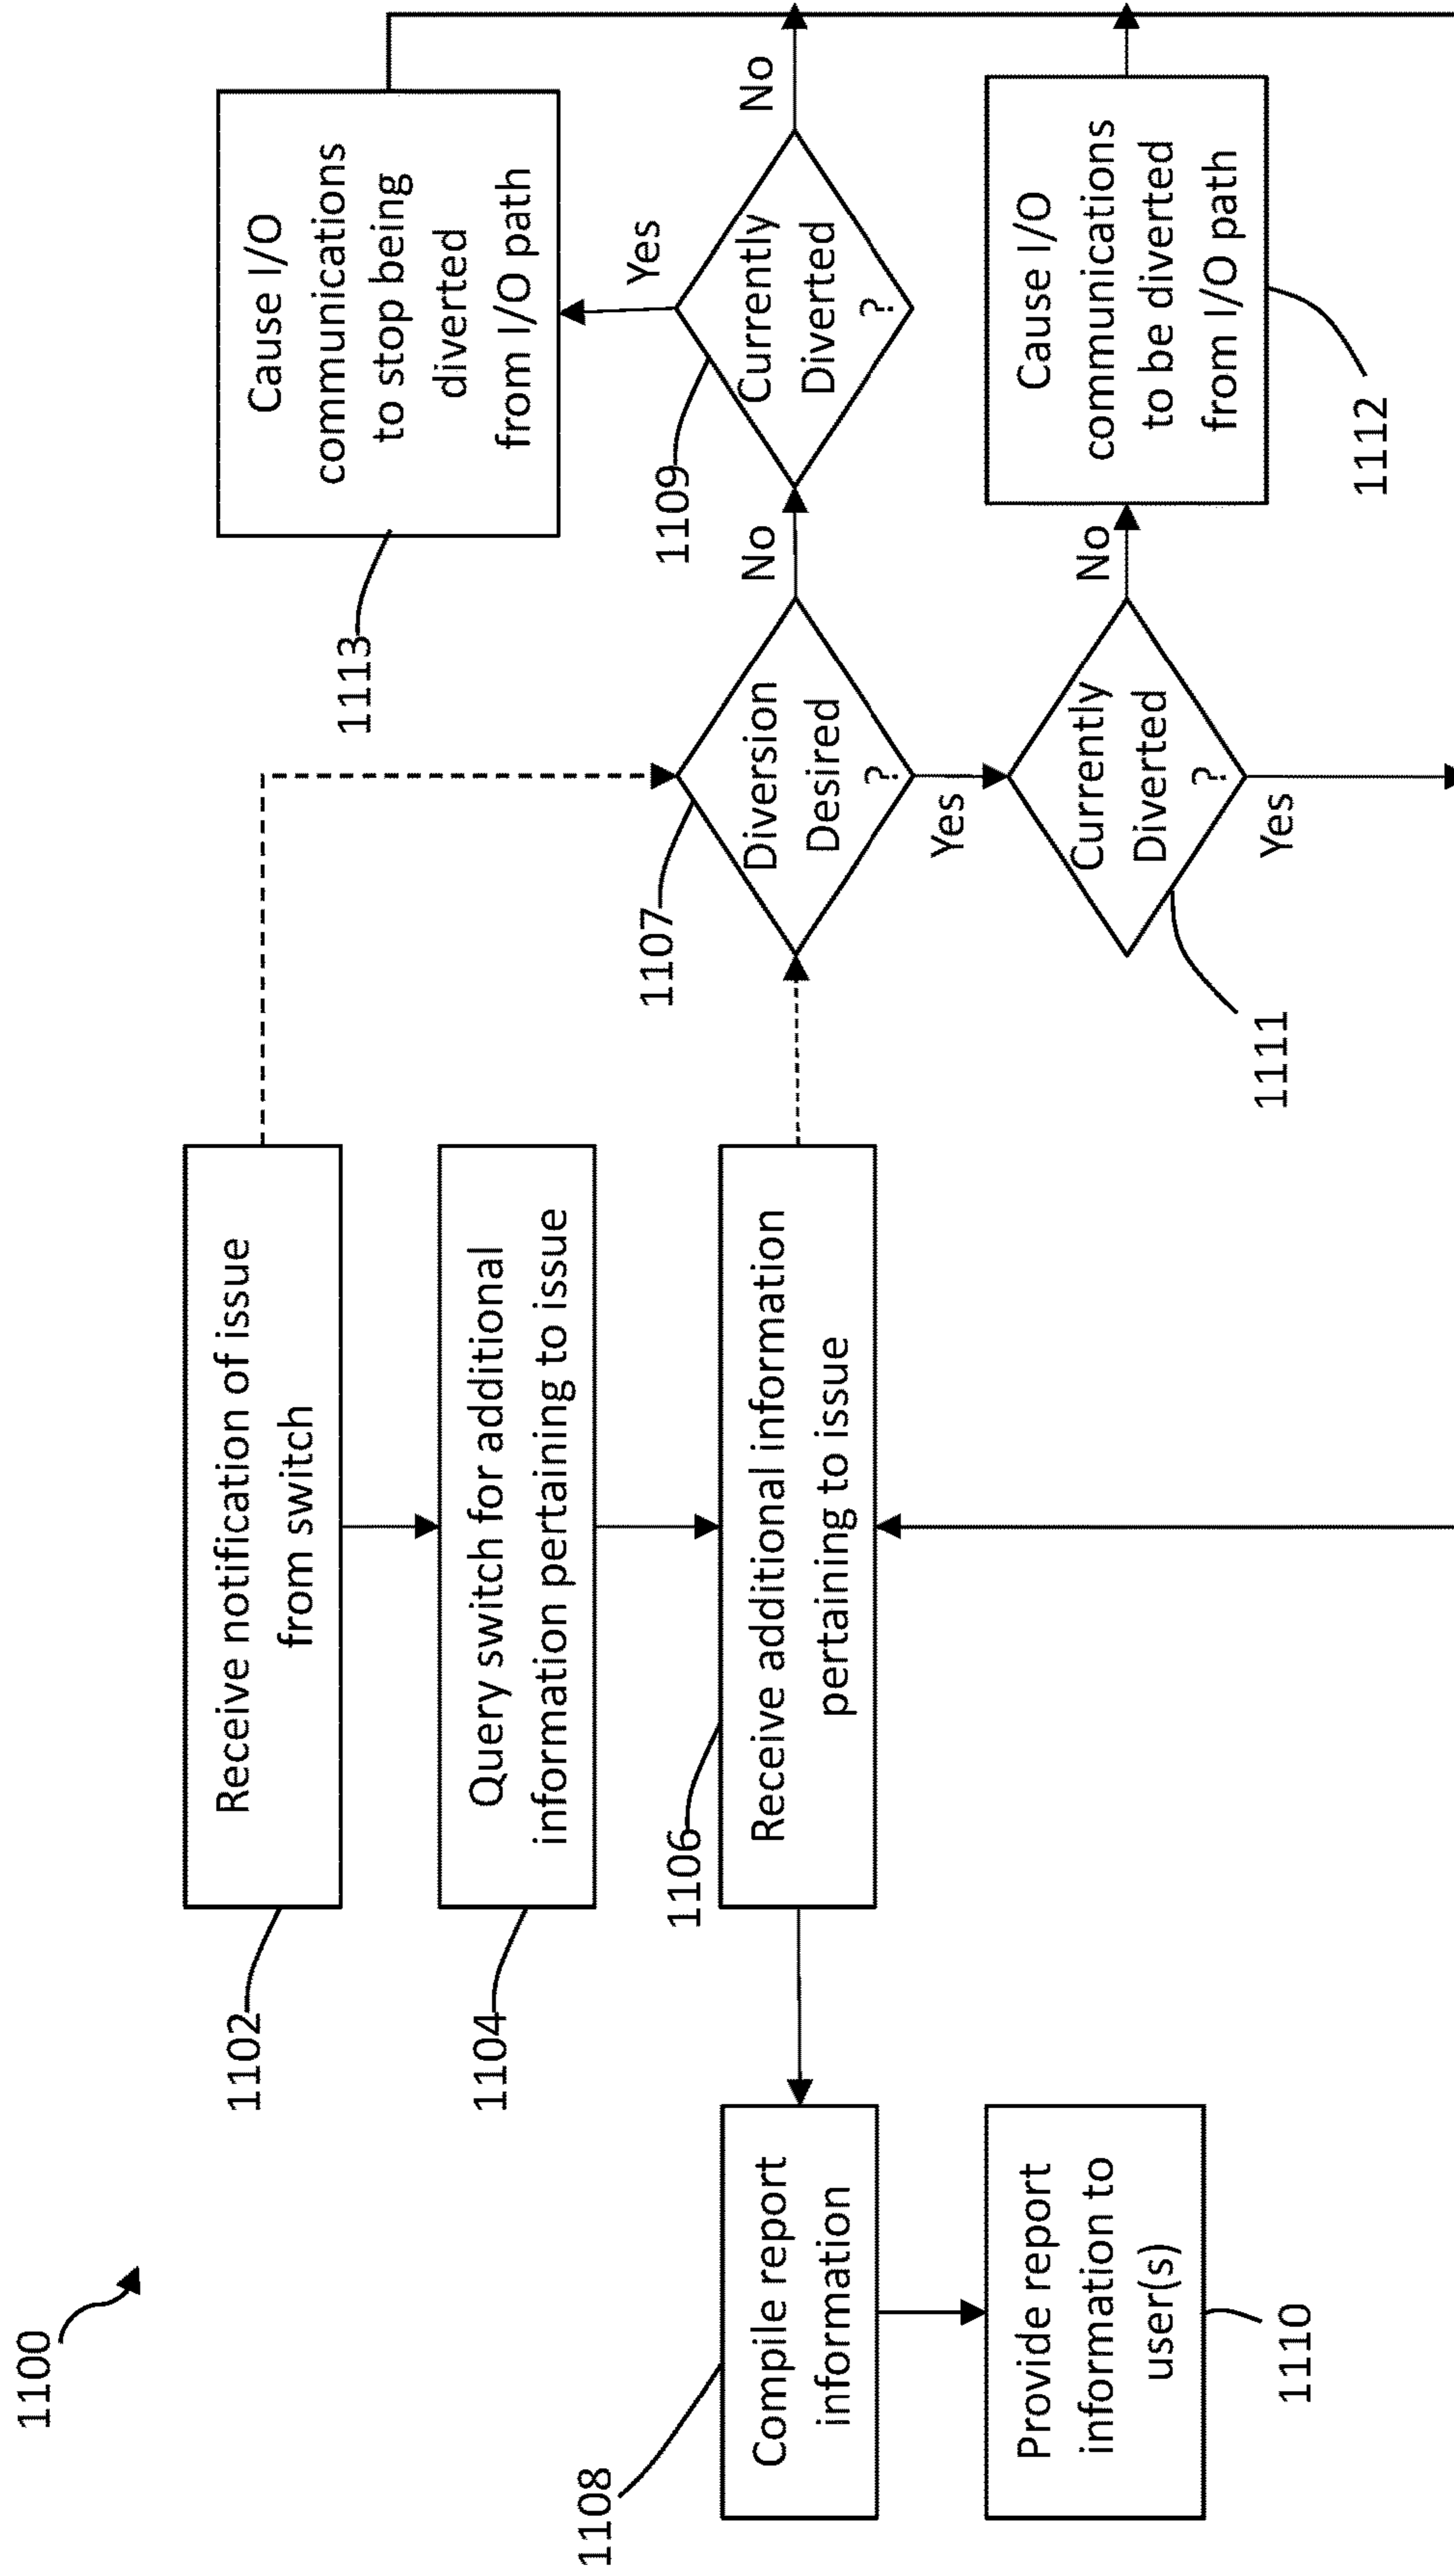 1100
1102
Receive notification of issue
from switch
1104
Query switch for additional
information pertaining to issue
1106
Receive additional information
pertaining to issue
1108
Compile report
information
Provide report
information to
user(s)
1110
1107
Diversion
Desired
?
No
Yes
1109
Currently
Diverted
?
Yes
No
1113
Cause I/O
communications
to stop being
diverted
from I/O path
1111
Currently
Diverted
?
No
Yes
Cause I/O
communications
to be diverted
from I/O path
1112